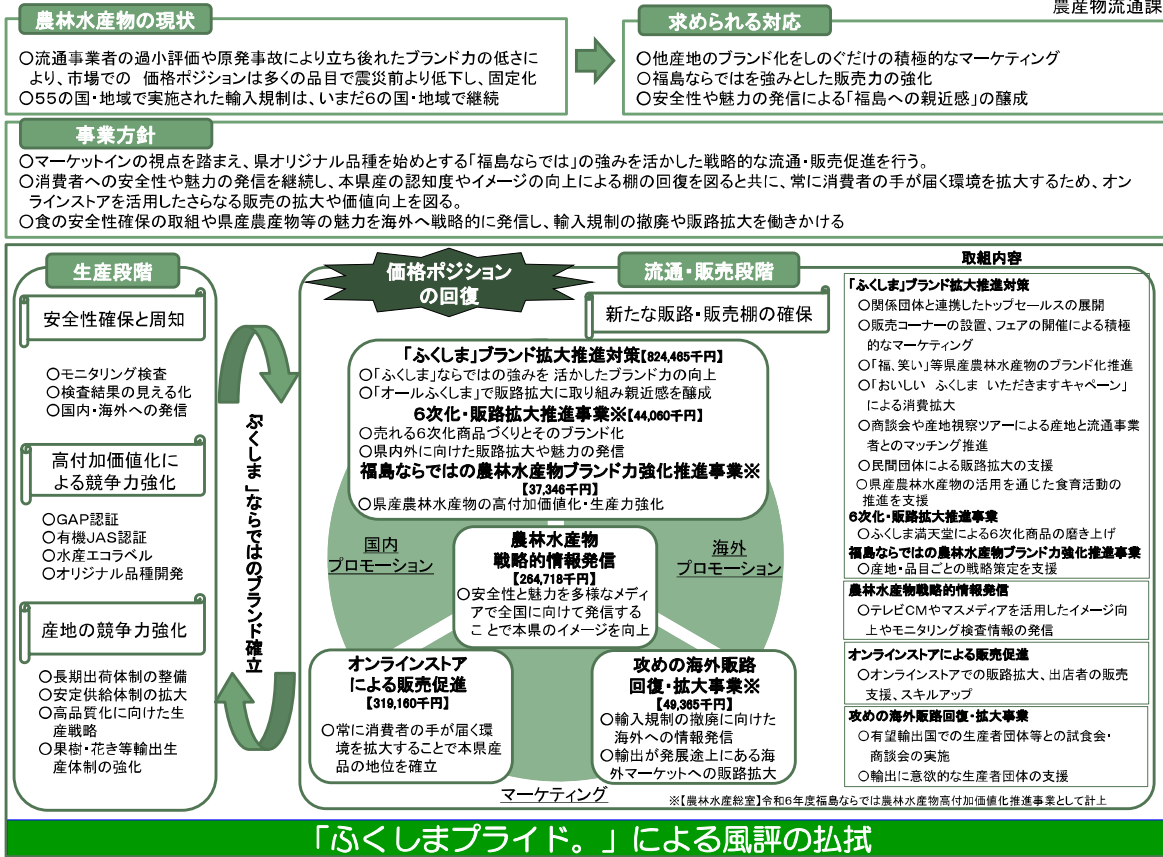 農産物流通課
農林水産物の現状
○流通事業者の過小評価や原発事故により立ち後れたブランド力の低さに
より、市場での 価格ポジションは多くの品目で震災前より低下し、固定化
○55の国・地域で実施された輸入規制は、いまだ6の国・地域で継続
求められる対応
○他産地のブランド化をしのぐだけの積極的なマーケティング
○福島ならではを強みとした販売力の強化
○安全性や魅力の発信による「福島への親近感」の醸成
事業方針
○マーケットインの視点を踏まえ、県オリジナル品種を始めとする「福島ならでは」の強みを活かした戦略的な流通・販売促進を行う。
○消費者への安全性や魅力の発信を継続し、本県産の認知度やイメージの向上による棚の回復を図ると共に、常に消費者の手が届く環境を拡大するため、オン
ラインストアを活用したさらなる販売の拡大や価値向上を図る。
○食の安全性確保の取組や県産農産物等の魅力を海外へ戦略的に発信し、輸入規制の撤廃や販路拡大を働きかける
生産段階
安全性確保と周知
○モニタリング検査
○検査結果の見える化
○国内・海外への発信
高付加価値化に
よる競争力強化
○GAP認証
○有機JAS認証
○水産エコラベル
○オリジナル品種開発
産地の競争力強化
○長期出荷体制の整備
○安定供給体制の拡大
○高品質化に向けた生
産戦略
○果樹・花き等輸出生
産体制の強化
「ふくしま」ならではのブランド確立
価格ポジション
の回復
流通・販売段階
新たな販路・販売棚の確保
「ふくしま」ブランド拡大推進対策【824,465千円】
○「ふくしま」ならではの強みを 活かしたブランド力の向上
○「オールふくしま」で販路拡大に取り組み親近感を醸成
6次化・販路拡大推進事業※【44,060千円】
○売れる6次化商品づくりとそのブランド化
○県内外に向けた販路拡大や魅力の発信
福島ならではの農林水産物ブランド力強化推進事業※
【37,346千円】
○県産農林水産物の高付加価値化・生産力強化
国内
プロモーション
農林水産物
戦略的情報発信
【264,718千円】
○安全性と魅力を多様なメディ
アで全国に向けて発信する
こ とで本県のイメージを向上
海外
プロモーション
オンラインストア
による販売促進
【319,160千円】
○常に消費者の手が届く環
境を拡大することで本県産
品の地位を確立
攻めの海外販路
回復・拡大事業※
【49,365千円】
○輸入規制の撤廃に向けた
海外への情報発信
○輸出が発展途上にある海
外マーケットへの販路拡大
マーケティング
取組内容
「ふくしま」ブランド拡大推進対策
○関係団体と連携したトップセールスの展開
○販売コーナーの設置、フェアの開催による積極
的なマーケティング
○「福、笑い」等県産農林水産物のブランド化推進
○「おいしい ふくしま いただきますキャペーン」
による消費拡大
○商談会や産地視察ツアーによる産地と流通事業
者とのマッチング推進
○民間団体による販路拡大の支援
○県産農林水産物の活用を通じた食育活動の
推進を支援
6次化・販路拡大推進事業
○ふくしま満天堂による6次化商品の磨き上げ
福島ならではの農林水産物ブランド力強化推進事業
○産地・品目ごとの戦略策定を支援
農林水産物戦略的情報発信
○テレビCMやマスメディアを活用したイメージ向
上やモニタリング検査情報の発信
オンラインストアによる販売促進
○オンラインストアでの販路拡大、出店者の販売
支援、スキルアップ
攻めの海外販路回復・拡大事業
○有望輸出国での生産者団体等との試食会・
商談会の実施
○輸出に意欲的な生産者団体の支援
※【農林水産総室】令和6年度福島ならでは農林水産物高付加価値化推進事業として計上
「ふくしまプライド。」による風評の払拭